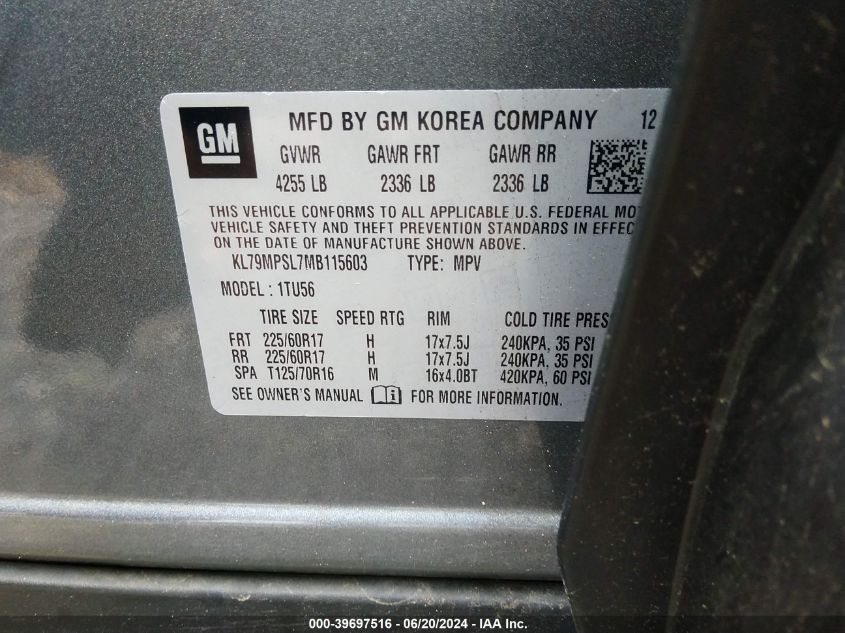 GM
MFD BY GM KOREA COMPANY 12
GVWR GAWR FRT GAWR RR
4255 LB 2336 LB 2336 LB
THIS VEHICLE CONFORMS TO ALL APPLICABLE U.S. FEDERAL MOT
VEHICLE SAFETY AND THEFT PREVENTION STANDARDS IN EFFEC
ON THE DATE OF MANUFACTURE SHOWN ABOVE.
KL79MPSL7MB115603 TYPE: MPV
MODEL: 1TU56
TIRE SIZE SPEED RTG RIM COLD TIRE PRES
FRT 225/60R17 H 17x7.5J 240KPA, 35 PSI
RR 225/60R17 H 17x7.5J 240KPA, 35 PSI
SPA T125/70R16 M 16x4.0BT 420KPA, 60 PSI
SEE OWNER'S MANUAL i FOR MORE INFORMATION.
000-39697516 - 06/20/2024 - IAA Inc.